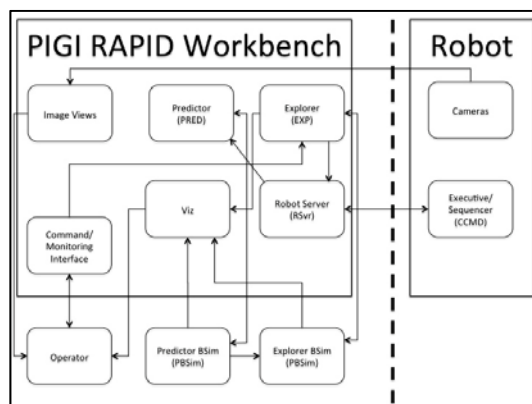 PIGI RAPID Workbench
Robot
Image Views
Predictor
(PRED)
Explorer
(EXP)
Cameras
Viz
Robot Server
(RSvr)
Executive/
Sequencer
(CCMD)
Command/
Monitoring
Interface
Operator
Predictor BSim
(PBSim)
Explorer BSim
(PBSim)